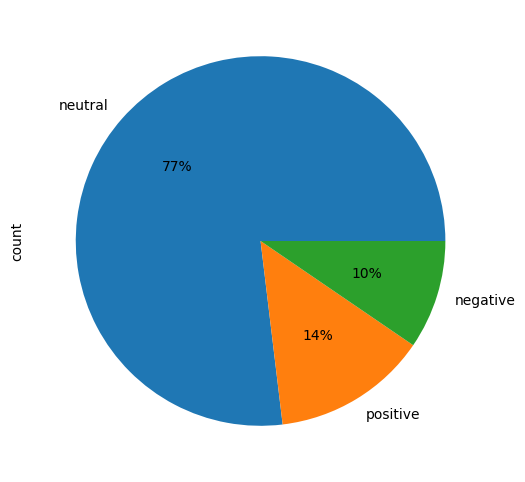 neutral
77%
count
10%
negative
14%
positive